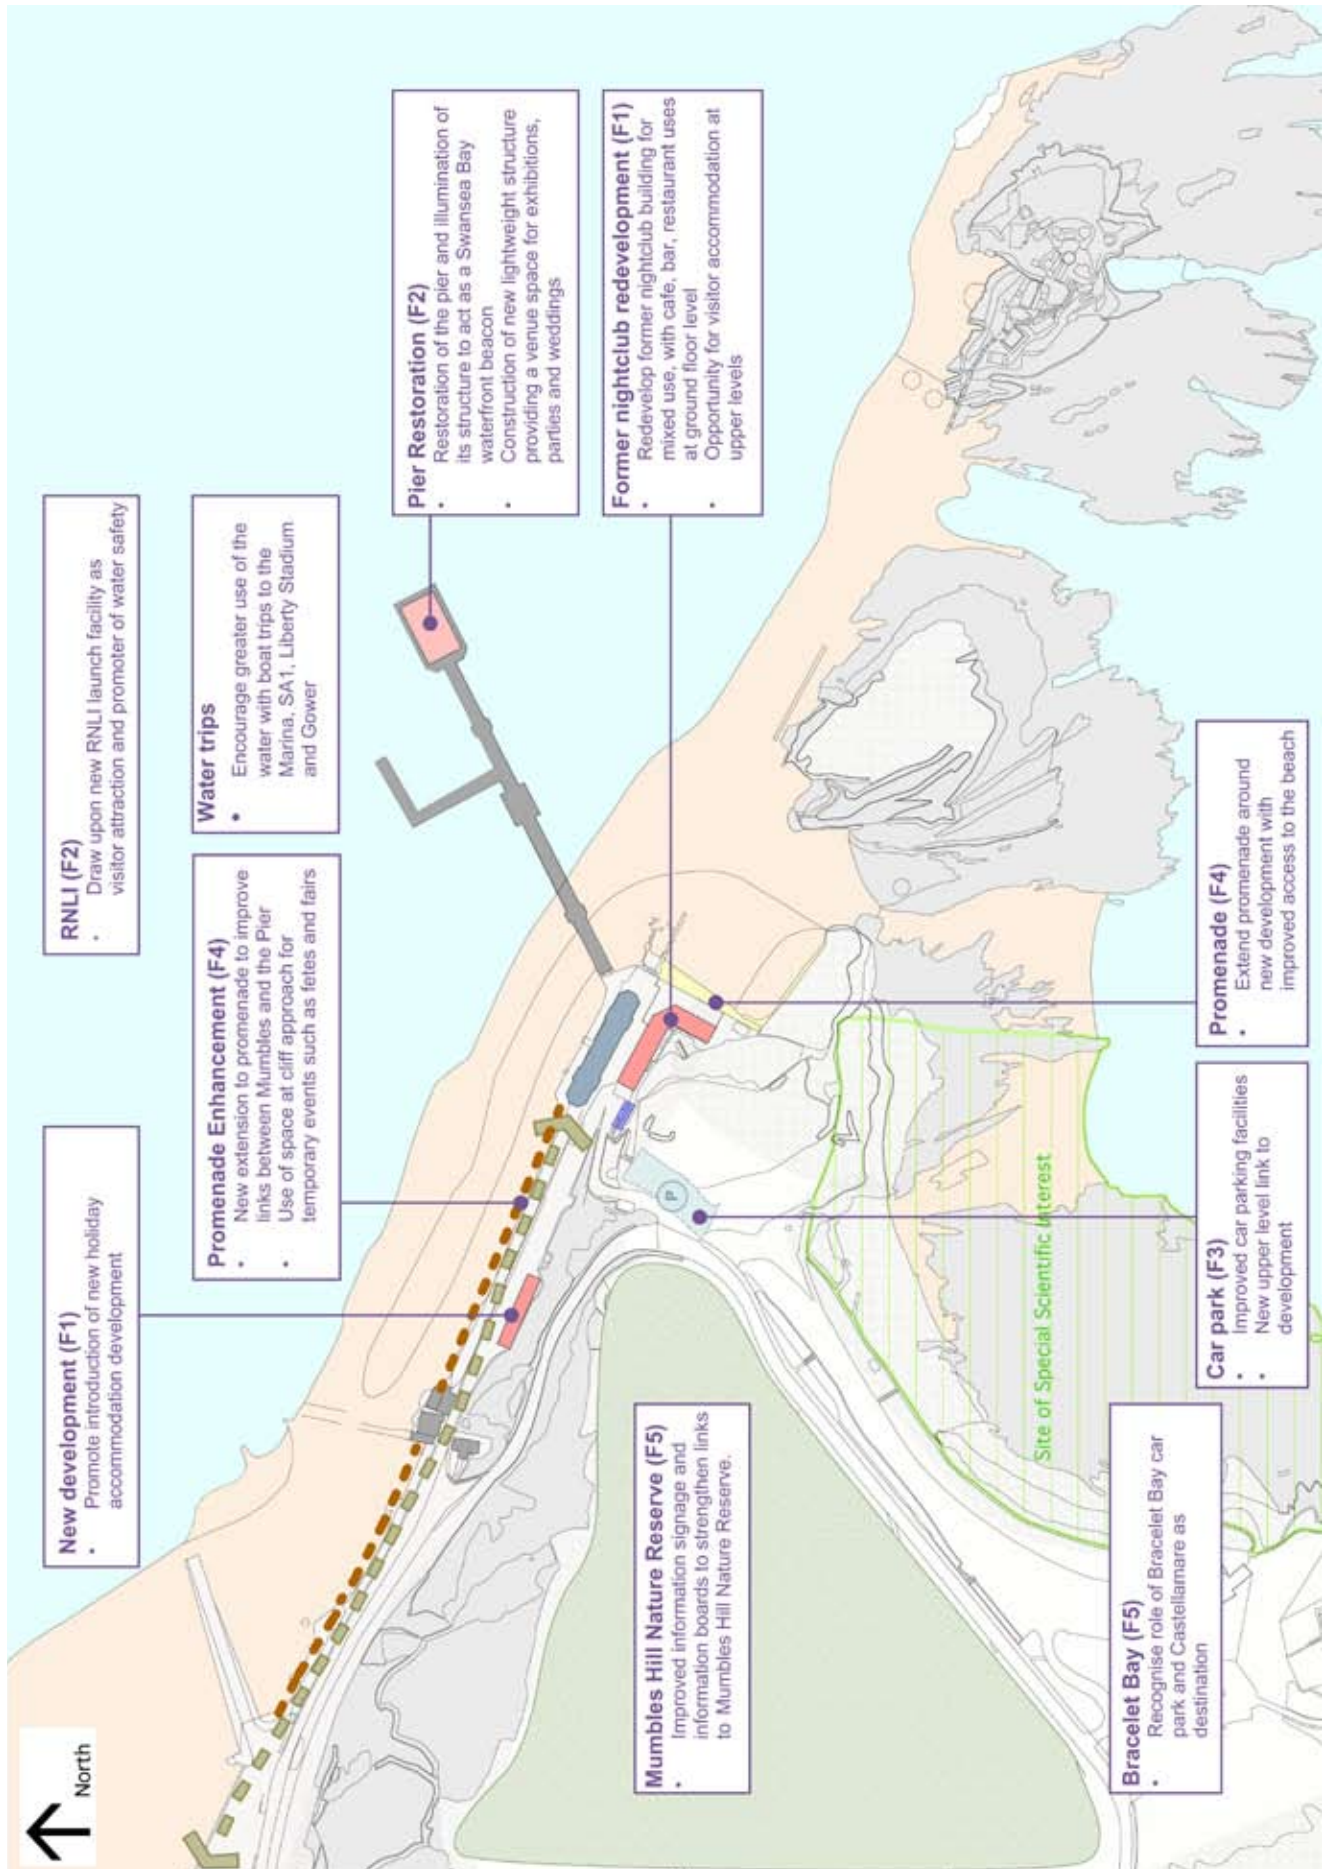 North
New development (F1)
• Promote introduction of new holiday
accommodation development
RNLI (F2)
• Draw upon new RNLI launch facility as
visitor attraction and promoter of water safety
Promenade Enhancement (F4)
• New extension to promenade to improve
links between Mumbles and the Pier
• Use of space at cliff approach for
temporary events such as fetes and fairs
Water trips
• Encourage greater use of the
water with boat trips to the
Marina, SA1, Liberty Stadium
and Gower
Pier Restoration (F2)
• Restoration of the pier and illumination of
its structure to act as a Swansea Bay
waterfront beacon
• Construction of new lightweight structure
providing a venue space for exhibitions,
parties and weddings
Former nightclub redevelopment (F1)
• Redevelop former nightclub building for
mixed use, with cafe, bar, restaurant uses
at ground floor level
• Opportunity for visitor accommodation at
upper levels
P
Mumbles Hill Nature Reserve (F5)
• Improved information signage and
information boards to strengthen links
to Mumbles Hill Nature Reserve.
Site of Special Scientific Interest
Bracelet Bay (F5)
• Recognise role of Bracelet Bay car
park and Castellamare as
destination
Car park (F3)
• Improved car parking facilities
• New upper level link to
development
Promenade (F4)
• Extend promenade around
new development with
improved access to the beach